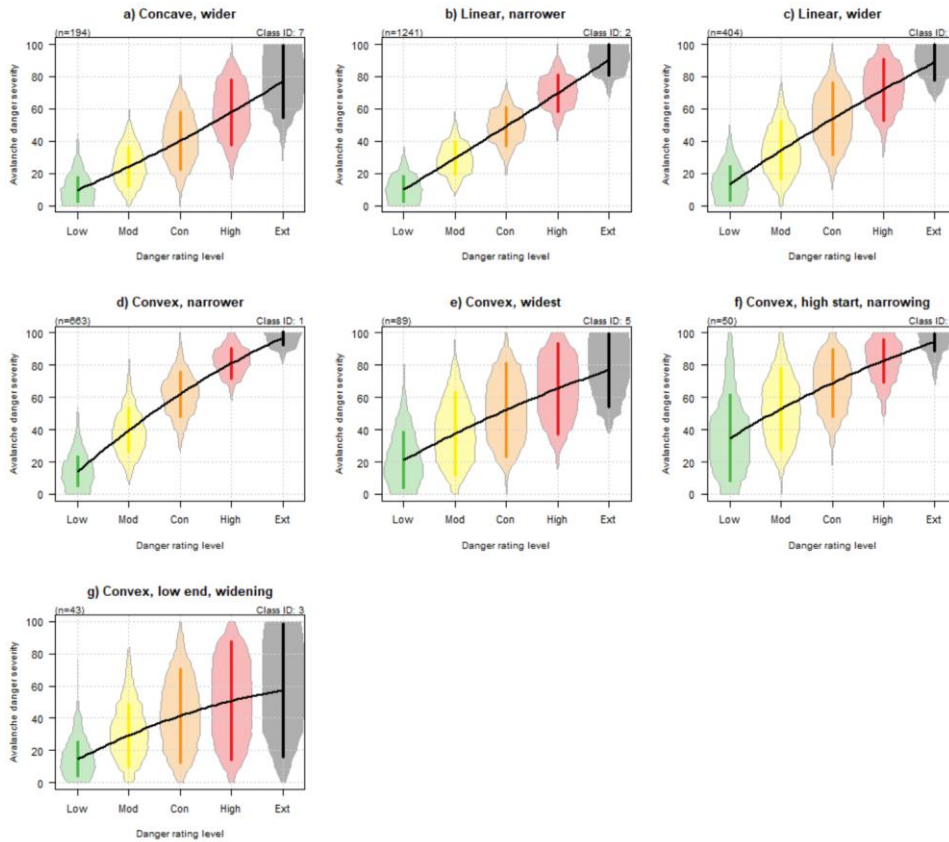 a) Concave, wider
(n=194) Class ID: 7
Avalanche danger severity
100
80
60
40
20
0
Low Mod Con High Ext
Danger rating level
b) Linear, narrower
(n=1241) Class ID: 2
Avalanche danger severity
100
80
60
40
20
0
Low Mod Con High Ext
Danger rating level
c) Linear, wider
(n=404) Class ID:
Avalanche danger severity
100
80
60
40
20
0
Low Mod Con High Ext
Danger rating level
d) Convex, narrower
(n=663) Class ID: 1
Avalanche danger severity
100
80
60
40
20
0
Low Mod Con High Ext
Danger rating level
e) Convex, widest
(n=89) Class ID: 5
Avalanche danger severity
100
80
60
40
20
0
Low Mod Con High Ext
Danger rating level
f) Convex, high start, narrowing
(n=50) Class ID:
Avalanche danger severity
100
80
60
40
20
0
Low Mod Con High Ext
Danger rating level
g) Convex, low end, widening
(n=43) Class ID: 3
Avalanche danger severity
100
80
60
40
20
0
Low Mod Con High Ext
Danger rating level